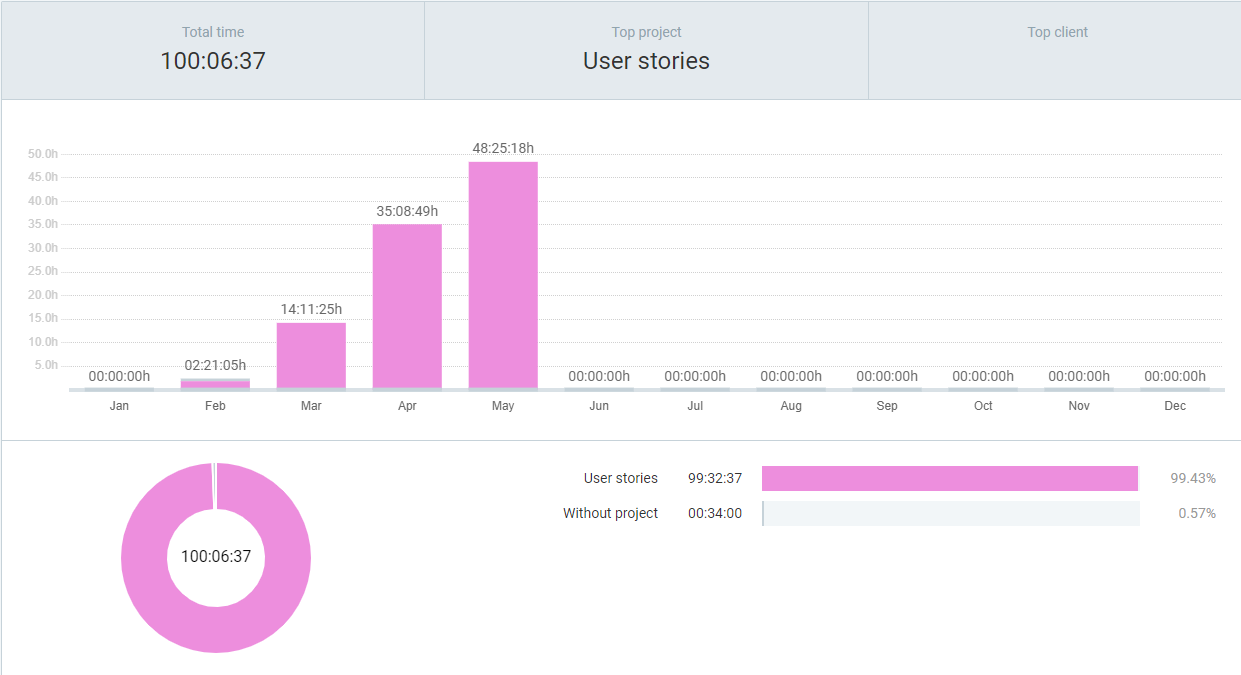 Total time
100:06:37
Top project
User stories
Top client
50.0h
45.0h
40.0h
35.0h
30.0h
25.0h
20.0h
15.0h
10.0h
5.0h
00:00:00h
02:21:05h
14:11:25h
35:08:49h
48:25:18h
00:00:00h
00:00:00h
00:00:00h
00:00:00h
00:00:00h
00:00:00h
00:00:00h
Jan Feb Mar Apr May Jun Jul Aug Sep Oct Nov Dec
100:06:37
User stories 99:32:37 99.43%
Without project 00:34:00 0.57%